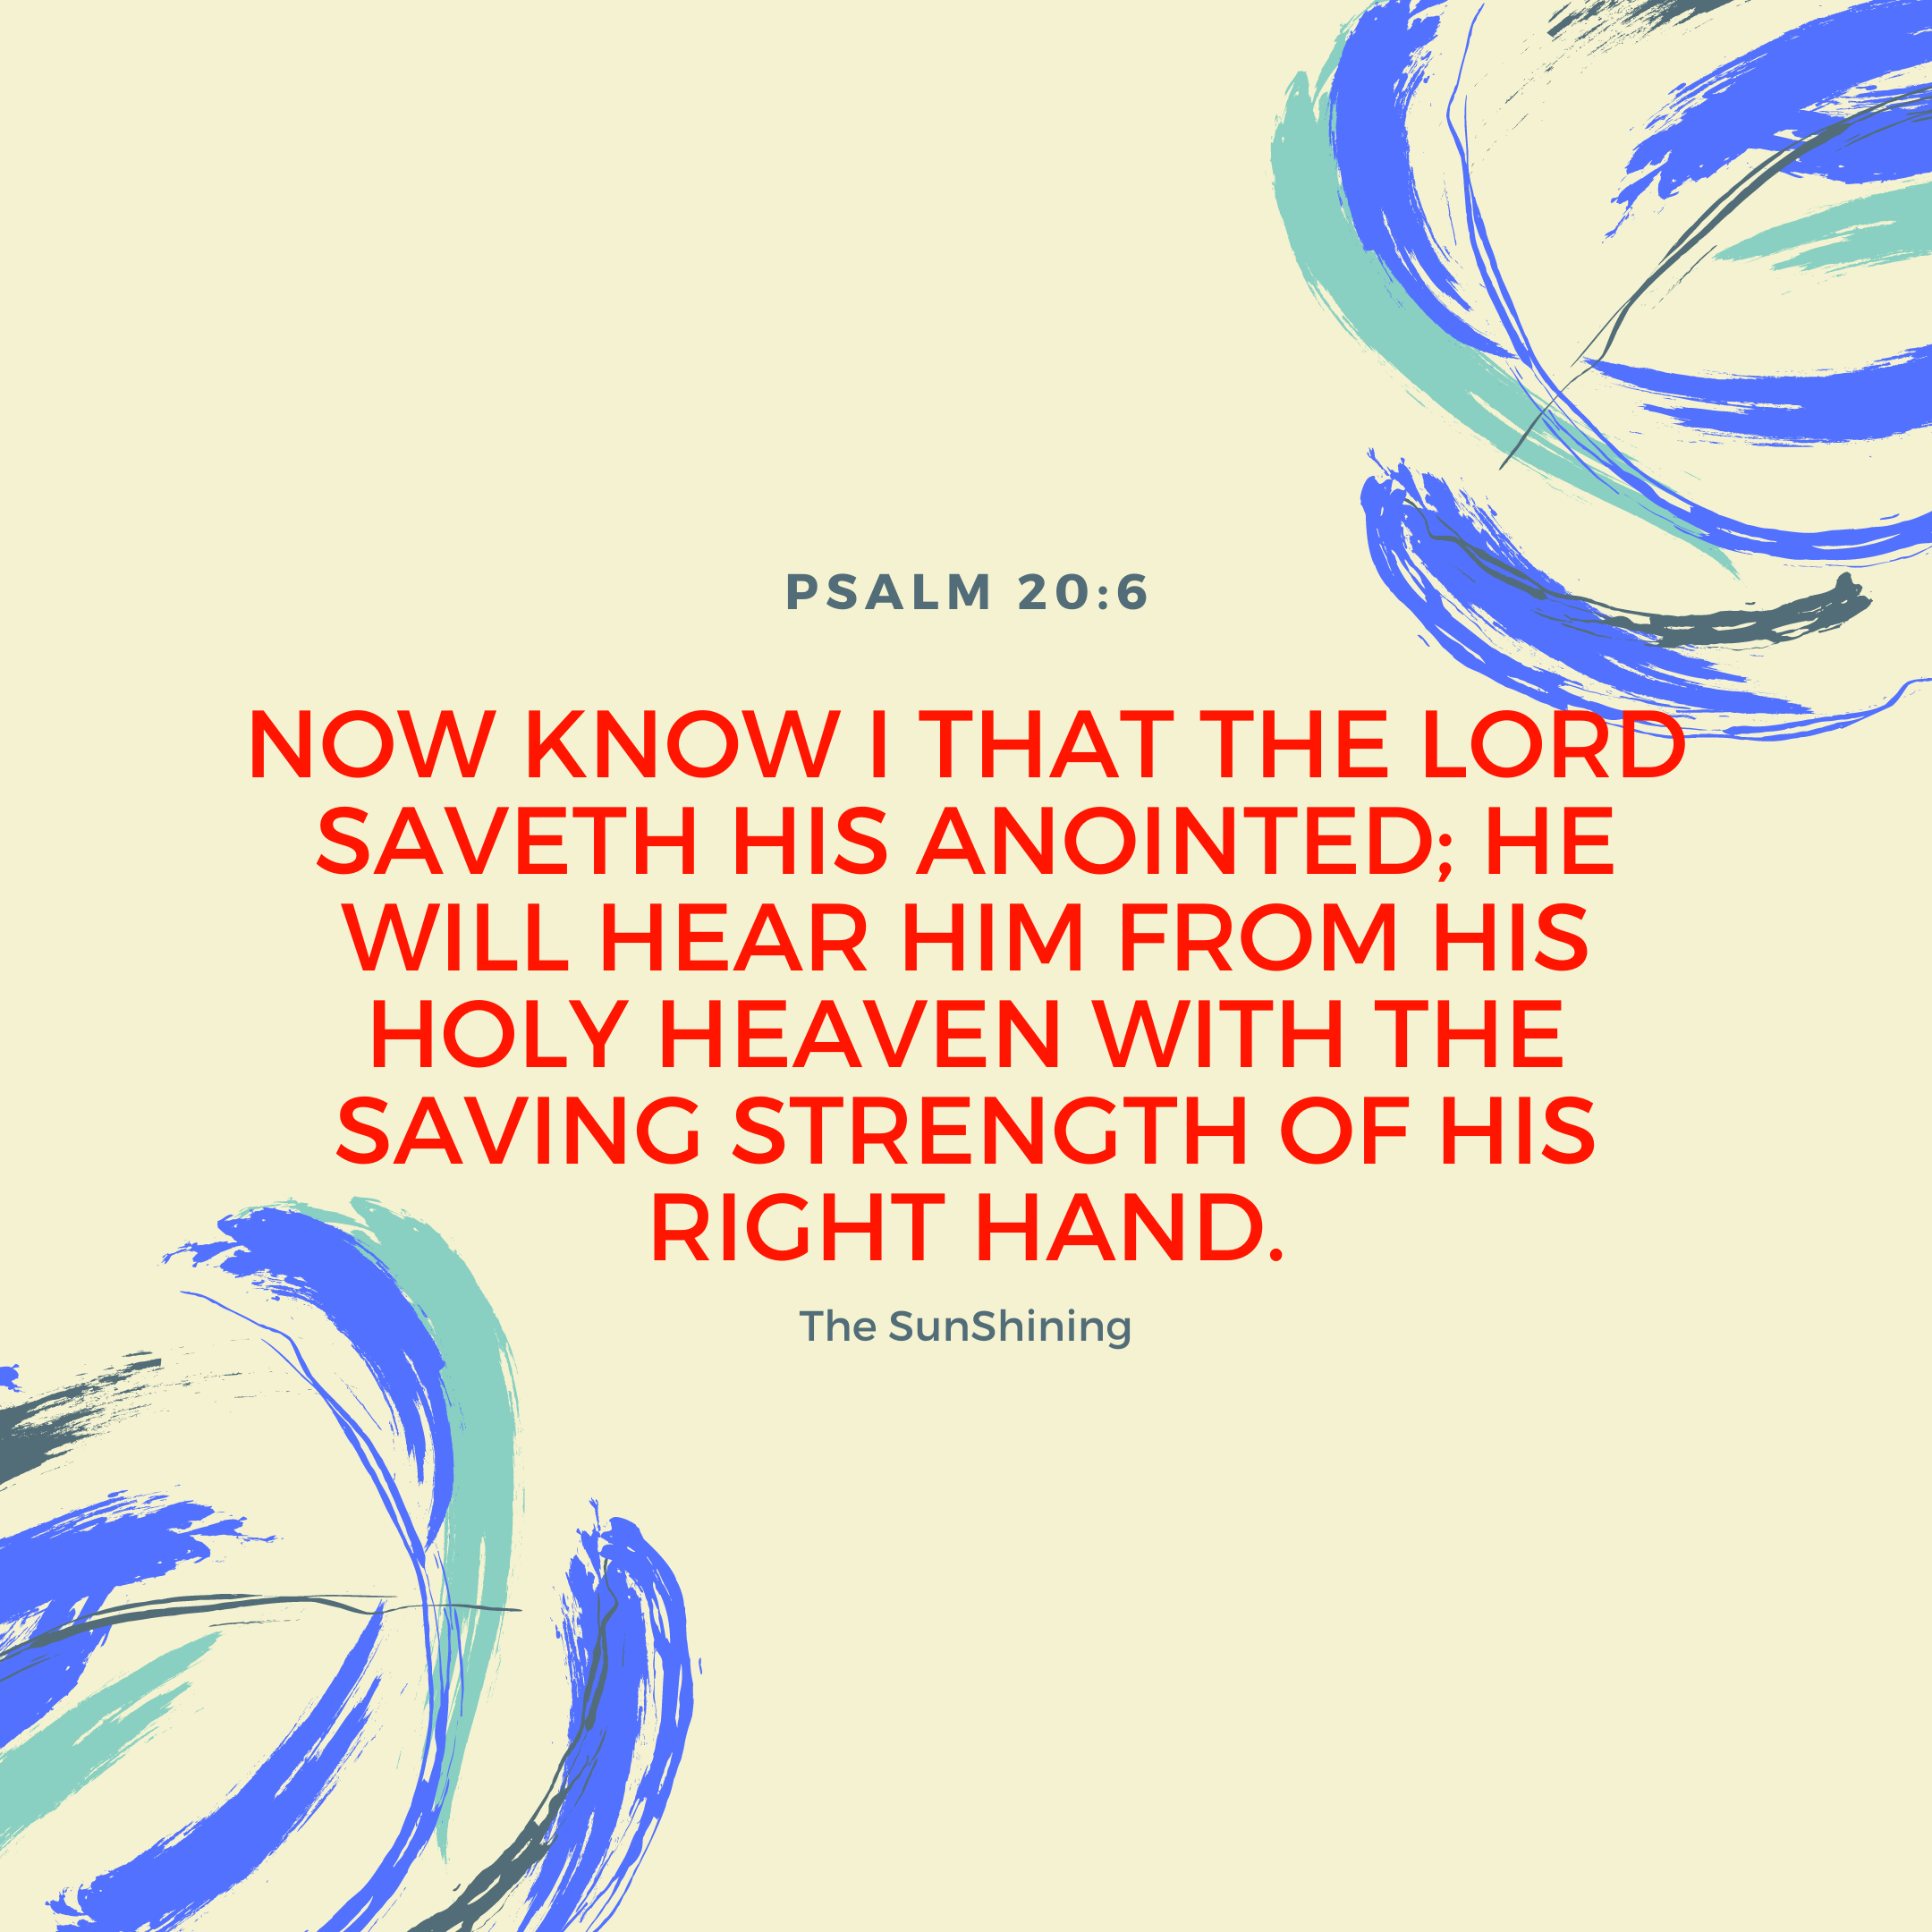 PSALM 20:6
NOW KNOW I THAT THE LORD
SAVETH HIS ANOINTED; HE
WILL HEAR HIM FROM HIS
HOLY HEAVEN WITH THE
SAVING STRENGTH OF HIS
RIGHT HAND.
The SunShining